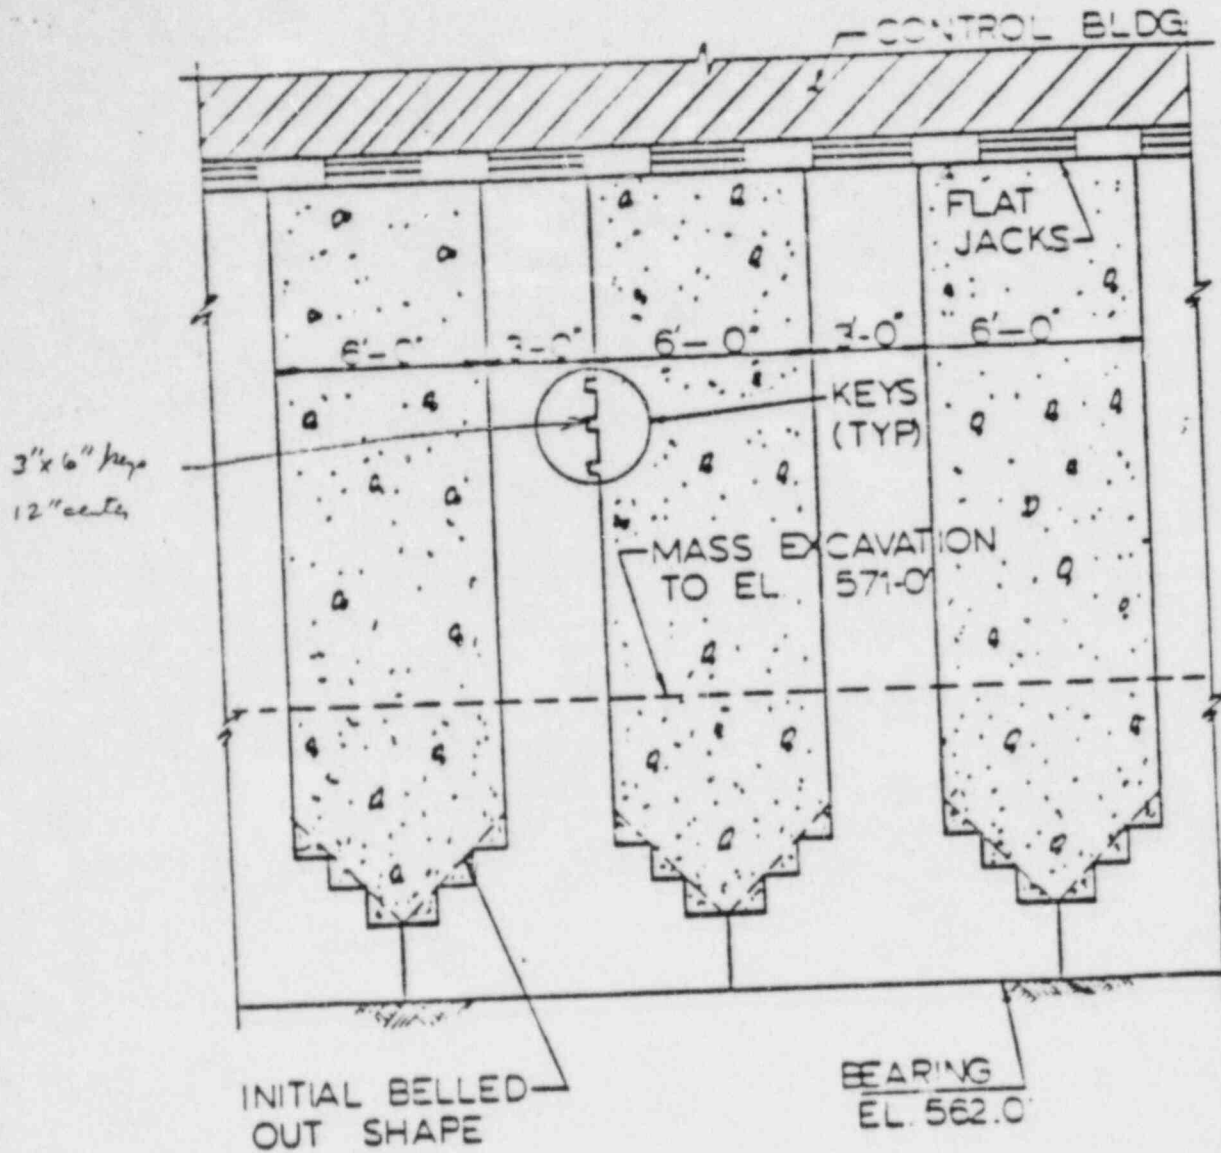 CONTROL BLDG
FLAT
JACKS
6'-0" 3'-0" 6'-0" 3'-0" 6'-0"
KEYS
(TYP)
3"x6" keys
12" center
MASS EXCAVATION
TO EL 571-0"
INITIAL BELLED
OUT SHAPE
BEARING
EL. 562.0'